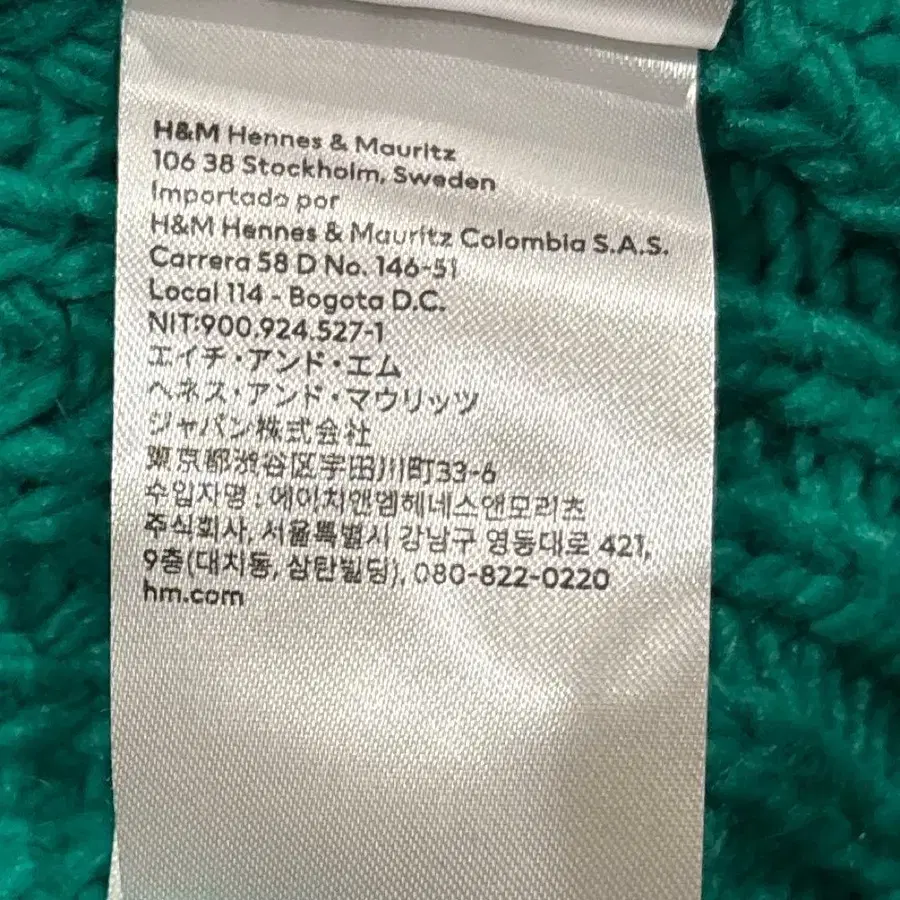 H&M Hennes & Mauritz
106 38 Stockholm, Sweden
Importado por
H&M Hennes & Mauritz Colombia S.A.S.
Carrera 58 D No. 146-51
Local 114 - Bogota D.C.
NIT:900.924.527-1
エイチ・アンド・エム
ヘネス・アンド・マウリッツ
ジャパン株式会社
東京都渋谷区宇田川町33-6
수입자명 : 에이치앤엠헤네스앤모리츠
주식회사, 서울특별시 강남구 영동대로 421,
9층(대치동, 삼탄빌딩), 080-822-0220
hm.com